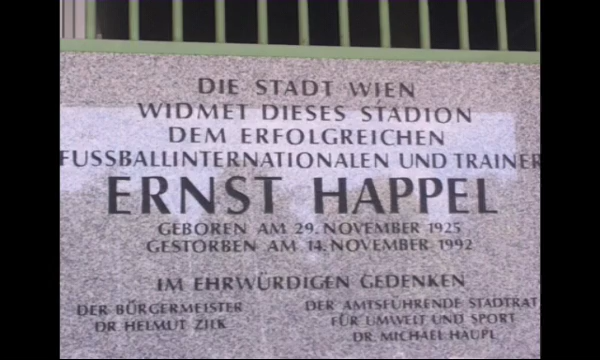 DIE STADT WIEN
WIDMET DIESES STADION
DEM ERFOLGREICHEN
FUSSBALLINTERNATIONALEN UND TRAINER
ERNST HAPPEL
GEBOREN AM 29. NOVEMBER 1925
GESTORBEN AM 14. NOVEMBER 1992
IM EHRWÜRDIGEN GEDENKEN
DER BÜRGERMEISTER
DR HELMUT ZILK
DER AMTSFÜHRENDE STADTRAT
FÜR UMWELT UND SPORT
DR. MICHAEL HÄUPL